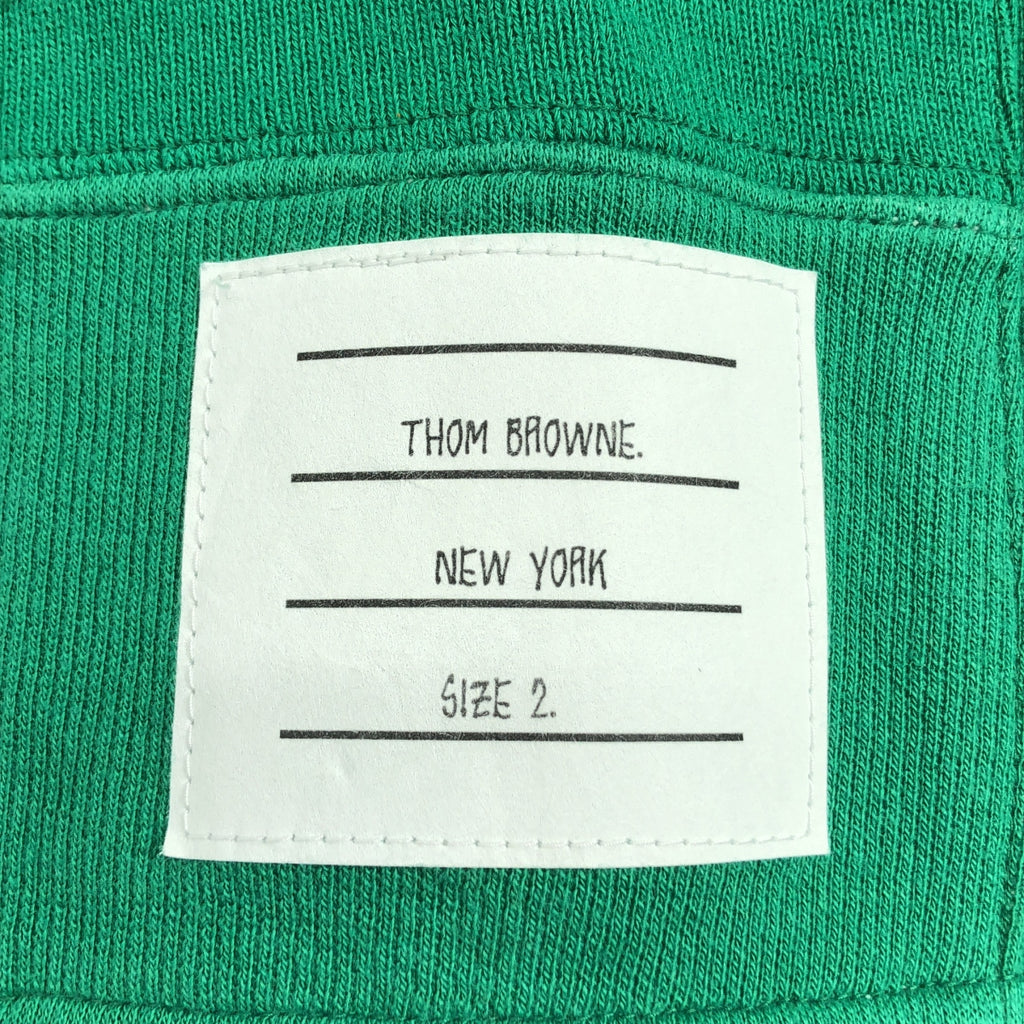 THOM BROWNE.
NEW YORK
SIZE 2.